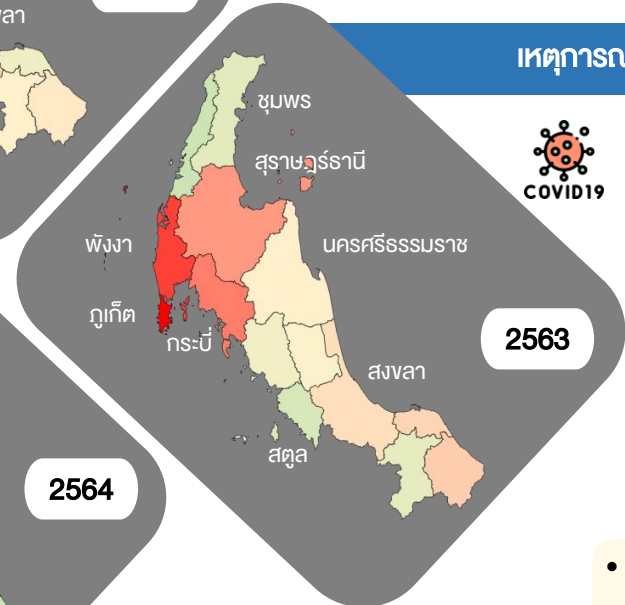 เหตุการณ
ชุมพร
สุราษฎร์ธานี
COVID19
พังงา
นครศรีธรรมราช
ภูเก็ต
กระบี่
2563
สงขลา
สตูล
2564